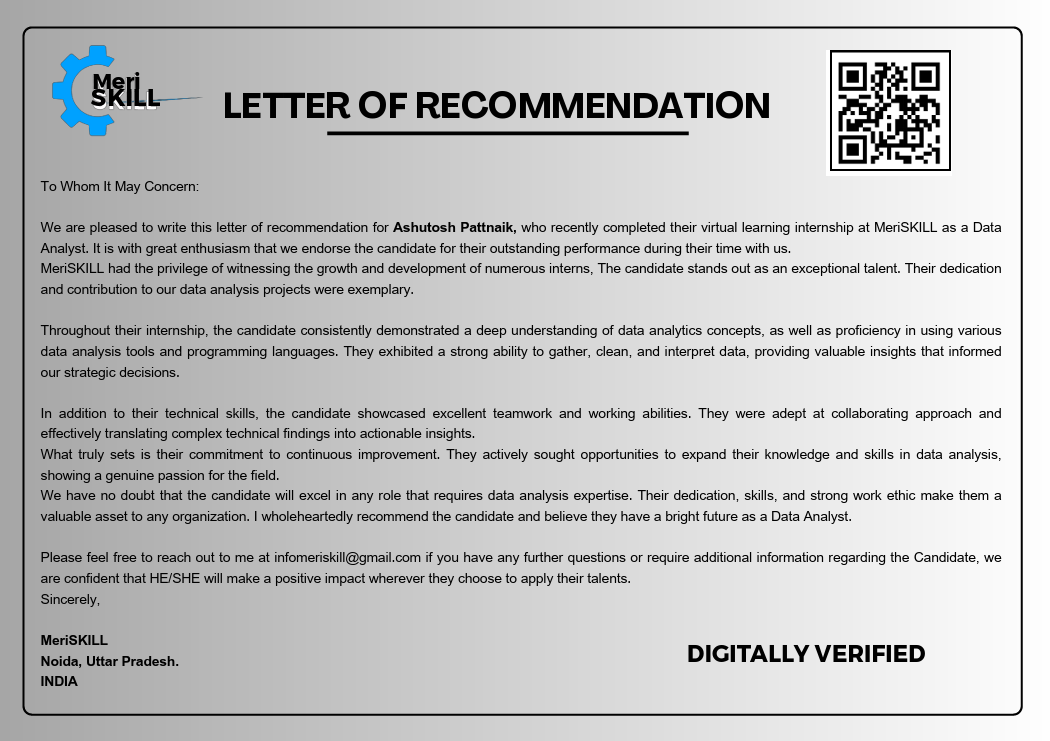 Meri
SKILL
LETTER OF RECOMMENDATION
To Whom It May Concern:
We are pleased to write this letter of recommendation for Ashutosh Pattnaik, who recently completed their virtual learning internship at MeriSKILL as a Data
Analyst. It is with great enthusiasm that we endorse the candidate for their outstanding performance during their time with us.
MeriSKILL had the privilege of witnessing the growth and development of numerous interns, The candidate stands out as an exceptional talent. Their dedication
and contribution to our data analysis projects were exemplary.
Throughout their internship, the candidate consistently demonstrated a deep understanding of data analytics concepts, as well as proficiency in using various
data analysis tools and programming languages. They exhibited a strong ability to gather, clean, and interpret data, providing valuable insights that informed
our strategic decisions.
In addition to their technical skills, the candidate showcased excellent teamwork and working abilities. They were adept at collaborating approach and
effectively translating complex technical findings into actionable insights.
What truly sets is their commitment to continuous improvement. They actively sought opportunities to expand their knowledge and skills in data analysis,
showing a genuine passion for the field.
We have no doubt that the candidate will excel in any role that requires data analysis expertise. Their dedication, skills, and strong work ethic make them a
valuable asset to any organization. I wholeheartedly recommend the candidate and believe they have a bright future as a Data Analyst.
Please feel free to reach out to me at infomeriskill@gmail.com if you have any further questions or require additional information regarding the Candidate, we
are confident that HE/SHE will make a positive impact wherever they choose to apply their talents.
Sincerely,
MeriSKILL
Noida, Uttar Pradesh.
INDIA
DIGITALLY VERIFIED